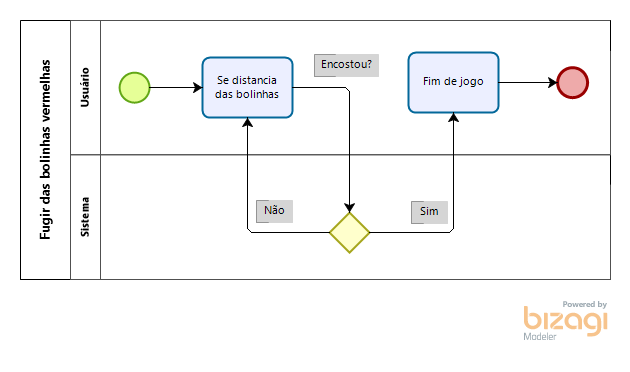 Fugir das bolinhas vermelhas
Usuário
Se distancia
das bolinhas
Encostou?
Fim de jogo
Sistema
Não
Sim
Powered by
bizagi
Modeler